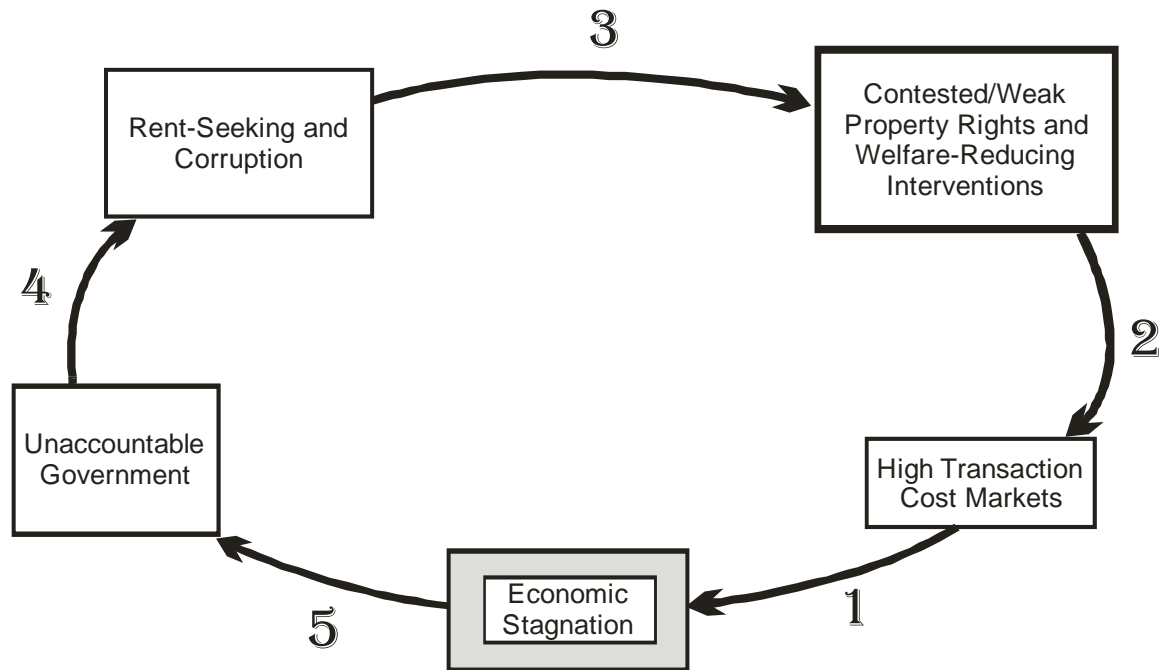 3
Rent-Seeking and
Corruption
Contested/Weak
Property Rights and
Welfare-Reducing
Interventions
4
2
Unaccountable
Government
High Transaction
Cost Markets
Economic
Stagnation
5
1